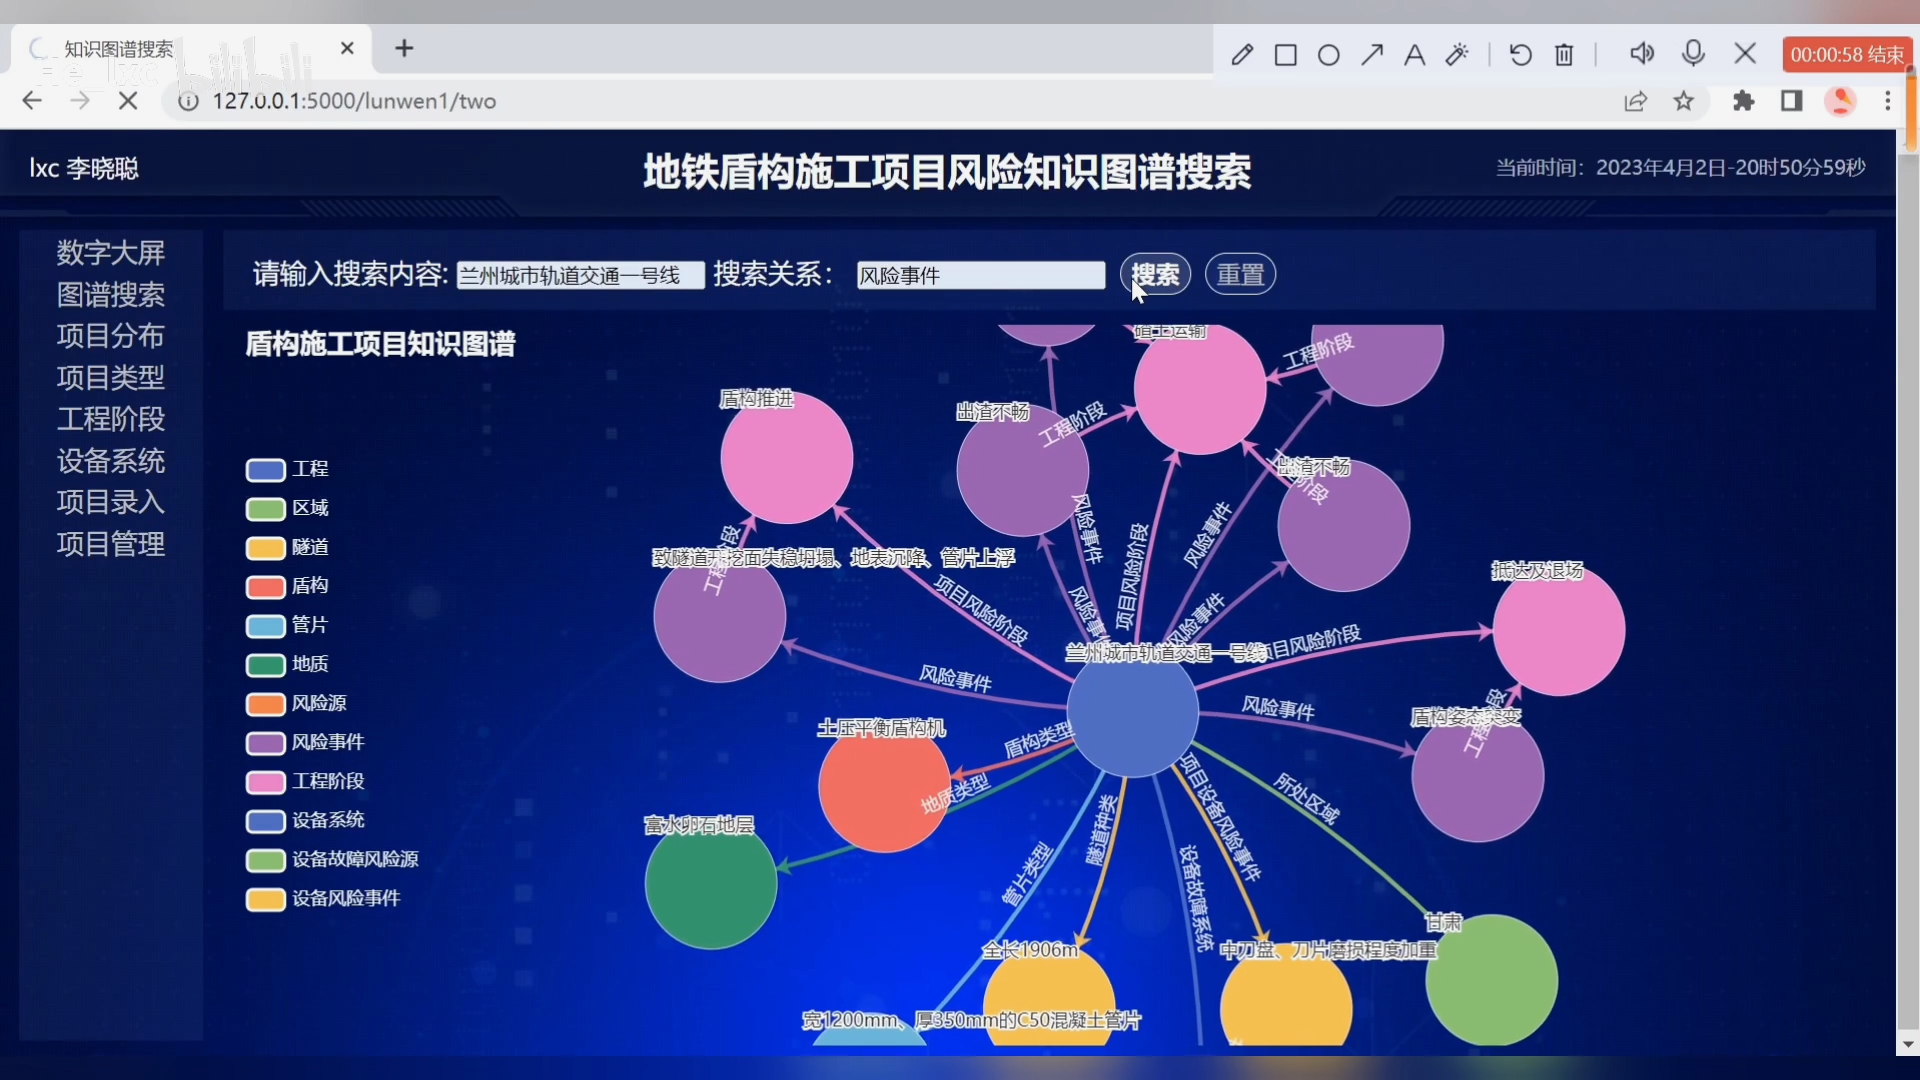 知识图谱搜索
00:00:58 结束
127.0.0.1:5000/lunwen1/two
lxc 李晓聪
地铁盾构施工项目风险知识图谱搜索
当前时间：2023年4月2日-20时50分59秒
数字大屏
图谱搜索
项目分布
项目类型
工程阶段
设备系统
项目录入
项目管理
请输入搜索内容: 兰州城市轨道交通一号线 搜索关系： 风险事件 搜索 重置
盾构施工项目知识图谱
工程
区域
隧道
盾构
管片
地质
风险源
风险事件
工程阶段
设备系统
设备故障风险源
设备风险事件
碴土运输
工程阶段
盾构推进
出渣不畅
工程阶段
出渣不畅
工程阶段
风险事件
项目风险阶段
风险事件
致隧道开挖面失稳坍塌、地表沉降、管片上浮
工程阶段
项目风险阶段
风险事件
风险事件
抵达及退场
兰州城市轨道交通一号线
项目风险阶段
风险事件
风险事件
盾构姿态突变
工程阶段
土压平衡盾构机
盾构类型
地质类型
富水卵石地层
管片类型
隧道种类
设备故障系统
项目设备风险事件
所处区域
甘肃
全长1906m
中刀盘、刀片磨损程度加重
宽1200mm、厚350mm的C50混凝土管片